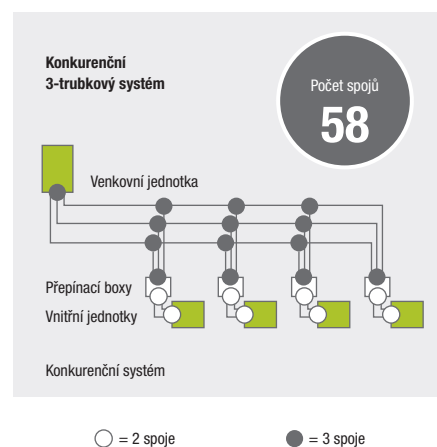 Konkurenční
3-trubkový systém
Počet spojů
58
Venkovní jednotka
Přepínací boxy
Vnitřní jednotky
Konkurenční systém
= 2 spoje
= 3 spoje